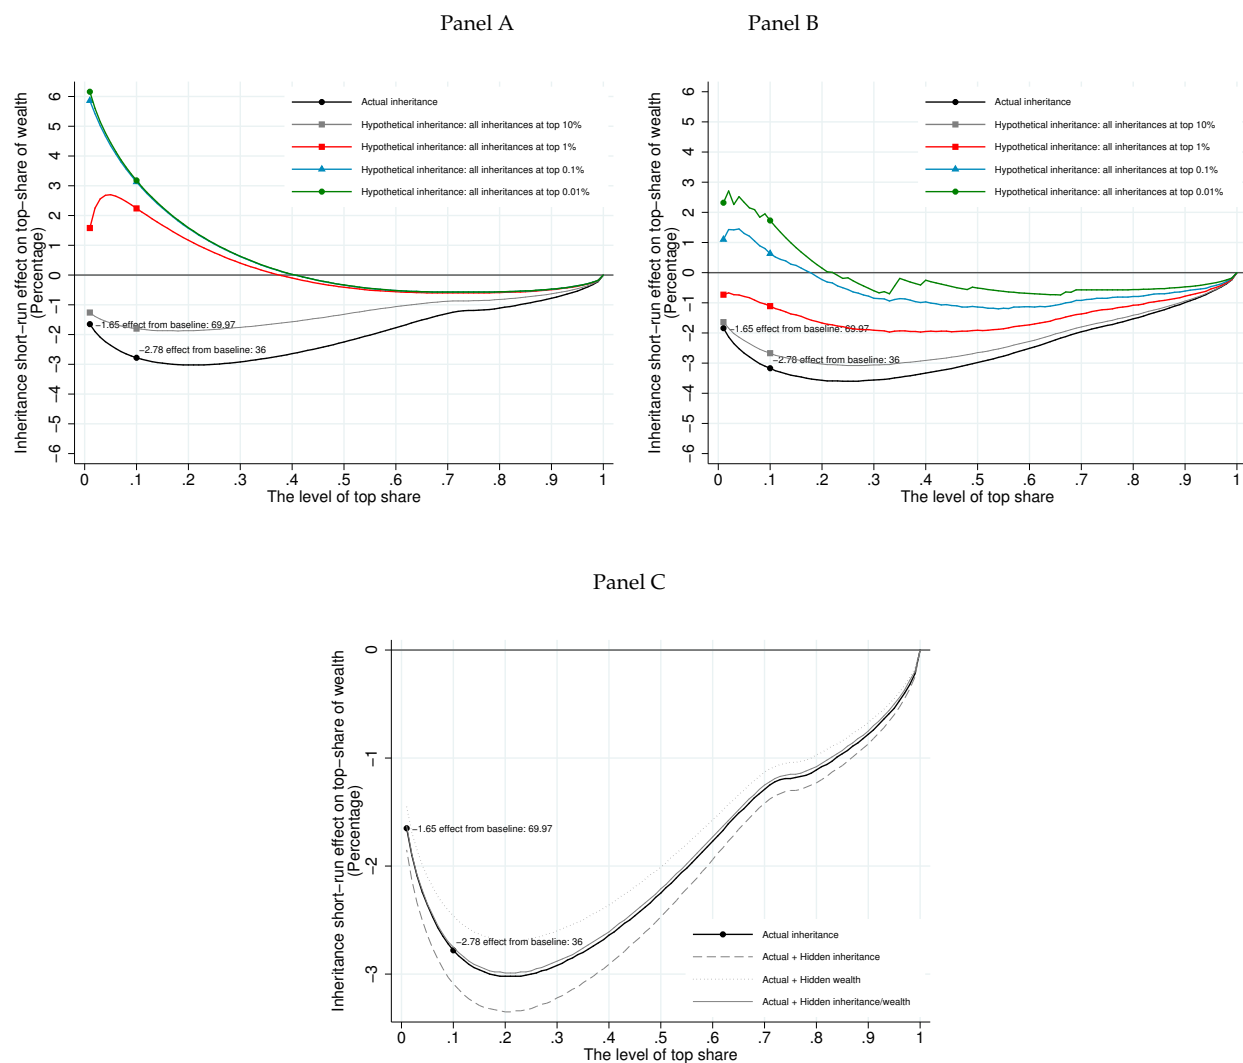 Panel A
Inheritance short−run effect on top−share of wealth
(Percentage)
6
5
4
3
2
1
0
−1
−2
−3
−4
−5
−6
Actual inheritance
Hypothetical inheritance: all inheritances at top 10%
Hypothetical inheritance: all inheritances at top 1%
Hypothetical inheritance: all inheritances at top 0.1%
Hypothetical inheritance: all inheritances at top 0.01%
−1.65 effect from baseline: 69.97
−2.78 effect from baseline: 36
0 .1 .2 .3 .4 .5 .6 .7 .8 .9 1
The level of top share
Panel B
Inheritance short−run effect on top−share of wealth
(Percentage)
6
5
4
3
2
1
0
−1
−2
−3
−4
−5
−6
Actual inheritance
Hypothetical inheritance: all inheritances at top 10%
Hypothetical inheritance: all inheritances at top 1%
Hypothetical inheritance: all inheritances at top 0.1%
Hypothetical inheritance: all inheritances at top 0.01%
−1.65 effect from baseline: 69.97
−2.78 effect from baseline: 36
0 .1 .2 .3 .4 .5 .6 .7 .8 .9 1
The level of top share
Panel C
Inheritance short−run effect on top−share of wealth
(Percentage)
0
−1
−2
−3
−1.65 effect from baseline: 69.97
−2.78 effect from baseline: 36
Actual inheritance
Actual + Hidden inheritance
Actual + Hidden wealth
Actual + Hidden inheritance/wealth
0 .1 .2 .3 .4 .5 .6 .7 .8 .9 1
The level of top share